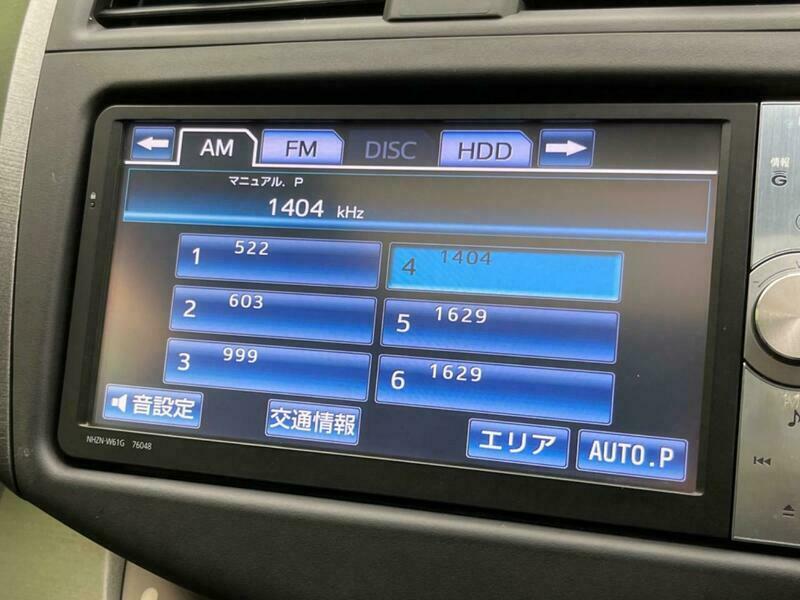 AM FM DISC HDD
マニュアル. P
1404 kHz
1 522
4 1404
2 603
5 1629
3 999
6 1629
音設定
交通情報
エリア
AUTO.P
NHZN-W61G 76048
情報
G